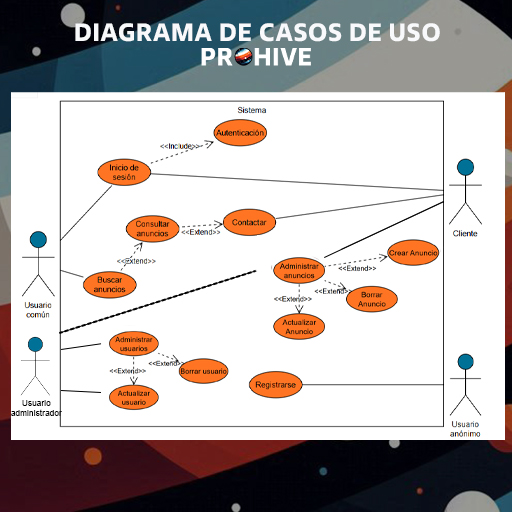 DIAGRAMA DE CASOS DE USO
PROHIVE
Sistema
<<Include>>
Autenticación
Inicio de
sesión
Consultar
anuncios
<<Extend>>
Contactar
Cliente
<<Extend>>
Buscar
anuncios
Usuario
común
Administrar
anuncios
<<Extend>>
Crear Anuncio
<<Extend>>
Borrar
Anuncio
<<Extend>>
Actualizar
Anuncio
Administrar
usuarios
<<Extend>>
Borrar usuario
<<Extend>>
Actualizar
usuario
Usuario
administrador
Registrarse
Usuario
anónimo